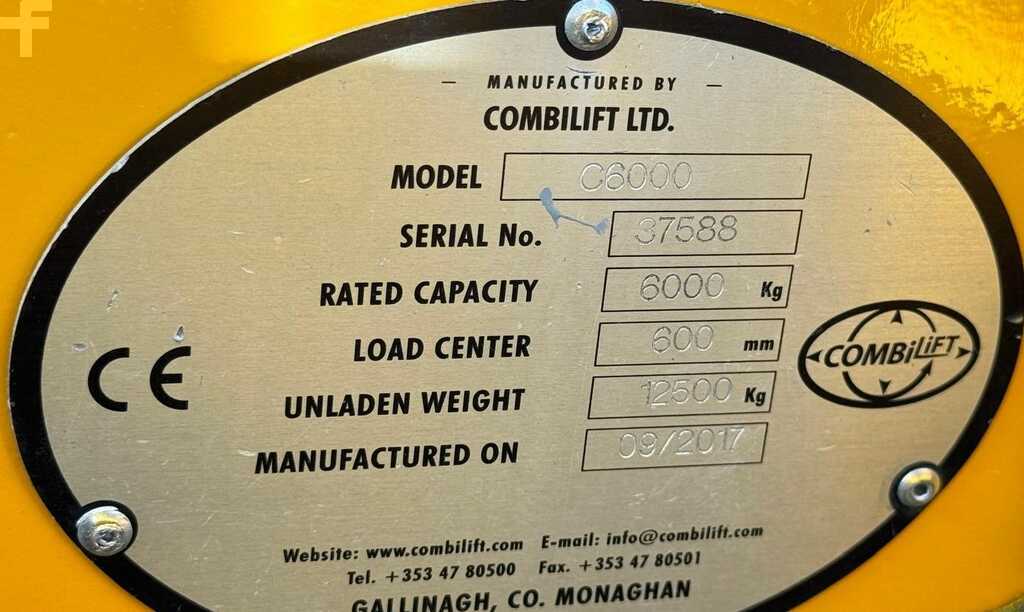 — MANUFACTURED BY —
COMBILIFT LTD.
MODEL C6000
SERIAL No. 37588
RATED CAPACITY 6000 Kg
LOAD CENTER 600 mm
UNLADEN WEIGHT 12500 Kg
MANUFACTURED ON 09/2017
CE
COMBiLiFT
Website: www.combilift.com E-mail: info@combilift.com
Tel. +353 47 80500 Fax. +353 47 80501
GALLINAGH, CO. MONAGHAN